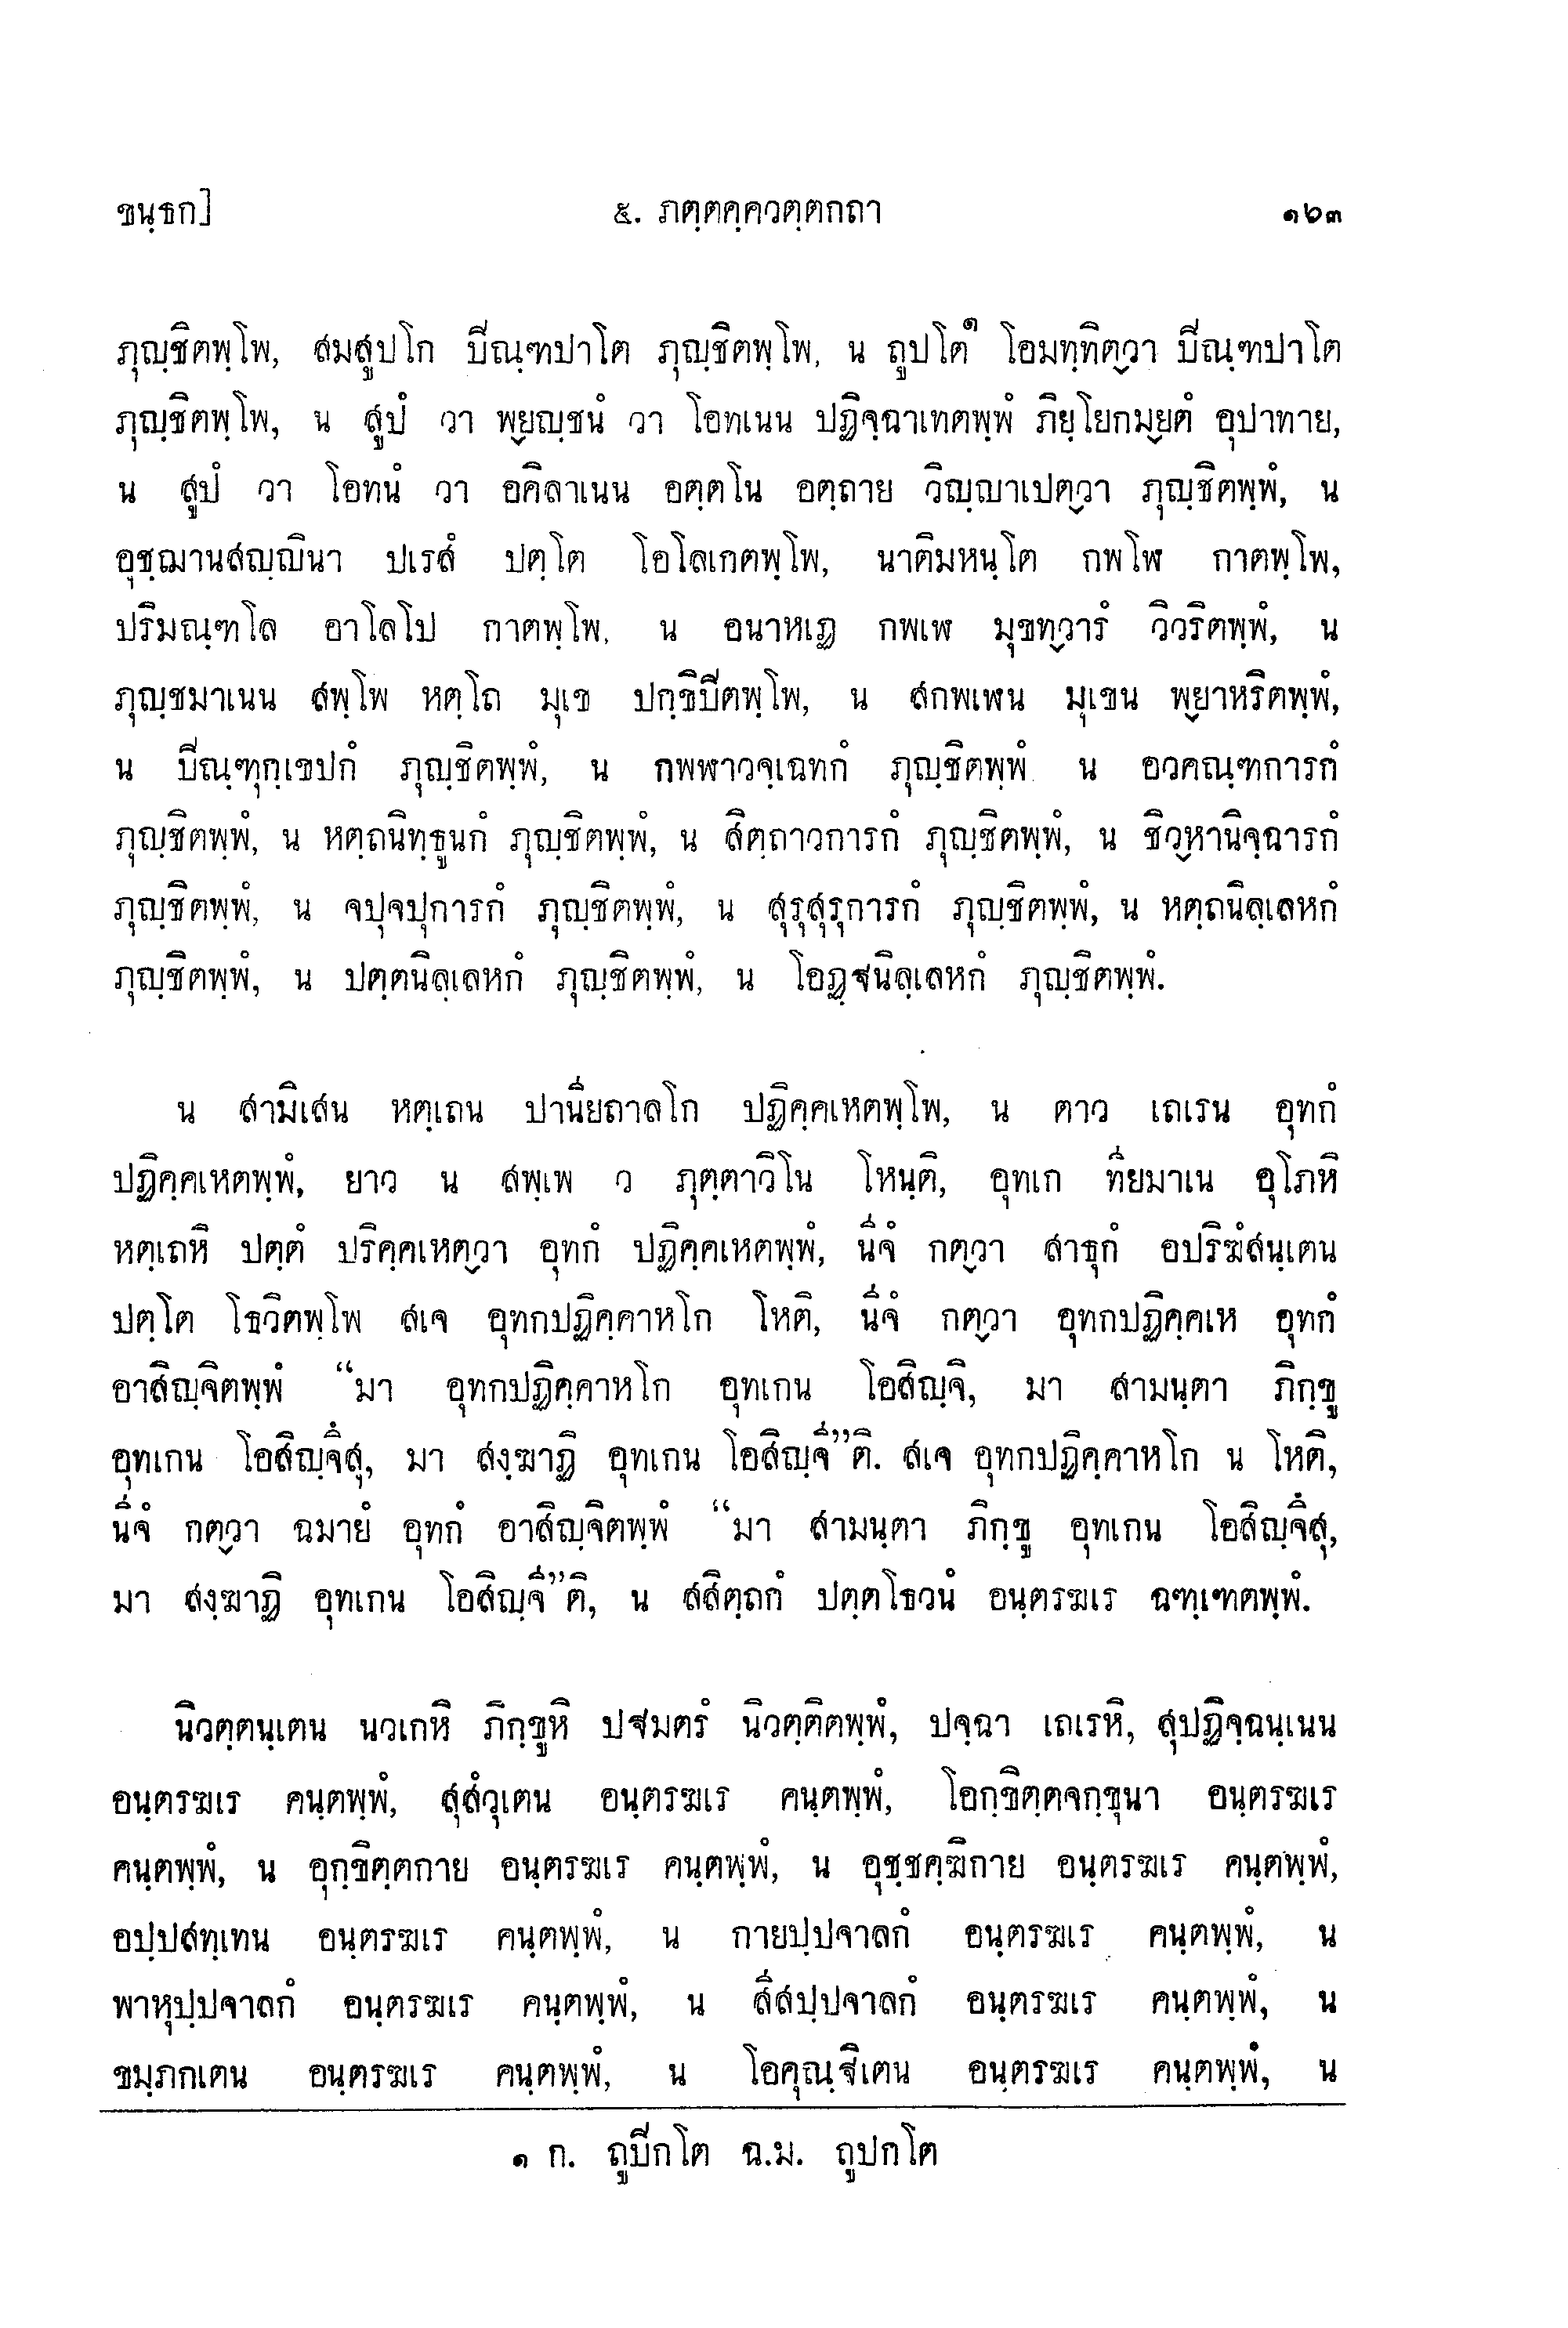 ขนฺธก] ๕. ภตฺตคฺควตฺตกถา ๑๖๓
ภุญฺชิตพฺโพ, สมสูปโก ปิณฺฑปาโต ภุญฺชิตพฺโพ, น ถูปโต๑ โอมทฺทิตฺวา ปิณฺฑปาโต
ภุญฺชิตพฺโพ, น สูปํ วา พฺยญฺชนํ วา โอทเนน ปฏิจฺฉาเทตพฺพํ ภิยฺโยกมฺยตํ อุปาทาย,
น สูปํ วา โอทนํ วา อคิลาเนน อตฺตโน อตฺถาย วิญฺญาเปตฺวา ภุญฺชิตพฺพํ, น
อุชฺฌานสญฺญินา ปเรสํ ปตฺโต โอโลเกตพฺโพ, นาติมหนฺโต กพโฬ กาตพฺโพ,
ปริมณฺฑโล อาโลโป กาตพฺโพ, น อนาหเฏ กพเฬ มุขทฺวารํ วิวริตพฺพํ, น
ภุญฺชมาเนน สพฺโพ หตฺโถ มุเข ปกฺขิปิตพฺโพ, น สกพเฬน มุเขน พฺยาหริตพฺพํ,
น ปิณฺฑุกฺเขปกํ ภุญฺชิตพฺพํ, น กพฬาวจฺเฉทกํ ภุญฺชิตพฺพํ น อวคณฺฑการกํ
ภุญฺชิตพฺพํ, น หตฺถนิทฺธูนกํ ภุญฺชิตพฺพํ, น สิตฺถาวการกํ ภุญฺชิตพฺพํ, น ชิวฺหานิจฺฉารกํ
ภุญฺชิตพฺพํ, น จปุจปุการกํ ภุญฺชิตพฺพํ, น สุรุสุรุการกํ ภุญฺชิตพฺพํ, น หตฺถนิลฺเลหกํ
ภุญฺชิตพฺพํ, น ปตฺตนิลฺเลหกํ ภุญฺชิตพฺพํ, น โอฏฺฐนิลฺเลหกํ ภุญฺชิตพฺพํ.
น สามิเสน หตฺเถน ปานียถาลโก ปฏิคฺคเหตพฺโพ, น ตาว เถเรน อุทกํ
ปฏิคฺคเหตพฺพํ, ยาว น สพฺเพ ว ภุตฺตาวิโน โหนฺติ, อุทเก ทิยมาเน อุโภหิ
หตฺเถหิ ปตฺตํ ปริคฺคเหตฺวา อุทกํ ปฏิคฺคเหตพฺพํ, นีจํ กตฺวา สาธุกํ อปริฆํสนฺเตน
ปตฺโต โธวิตพฺโพ สเจ อุทกปฏิคฺคาหโก โหติ, นีจํ กตฺวา อุทกปฏิคฺคเห อุทกํ
อาสิญฺจิตพฺพํ “มา อุทกปฏิคฺคาหโก อุทเกน โอสิญฺจิ, มา สามนฺตา ภิกฺขู
อุทเกน โอสิญฺจึสุ, มา สงฺฆาฏิ อุทเกน โอสิญฺจี”ติ. สเจ อุทกปฏิคฺคาหโก น โหติ,
นีจํ กตฺวา ฉมายํ อุทกํ อาสิญฺจิตพฺพํ “มา สามนฺตา ภิกฺขู อุทเกน โอสิญฺจึสุ,
มา สงฺฆาฏิ อุทเกน โอสิญฺจี”ติ, น สสิตฺถกํ ปตฺตโธวนํ อนฺตรฆเร ฉฑฺเฑตพฺพํ.
นิวตฺตนฺเตน นวเกหิ ภิกฺขูหิ ปฐมตรํ นิวตฺติตพฺพํ, ปจฺฉา เถเรหิ, สุปฏิจฺฉนฺเนน
อนฺตรฆเร คนฺตพฺพํ, สุสํวุเตน อนฺตรฆเร คนฺตพฺพํ, โอกฺขิตฺตจกฺขุนา อนฺตรฆเร
คนฺตพฺพํ, น อุกฺขิตฺตกาย อนฺตรฆเร คนฺตพฺพํ, น อุชฺชคฺฆิกาย อนฺตรฆเร คนฺตพฺพํ,
อปฺปสทฺเทน อนฺตรฆเร คนฺตพฺพํ, น กายปฺปจาลกํ อนฺตรฆเร คนฺตพฺพํ, น
พาหุปฺปจาลกํ อนฺตรฆเร คนฺตพฺพํ, น สีสปฺปจาลกํ อนฺตรฆเร คนฺตพฺพํ, น
ขมฺภกเตน อนฺตรฆเร คนฺตพฺพํ, น โอคุณฺฐิเตน อนฺตรฆเร คนฺตพฺพํ, น
๑ ก. ถูปิกโต ฉ.ม. ถูปกโต